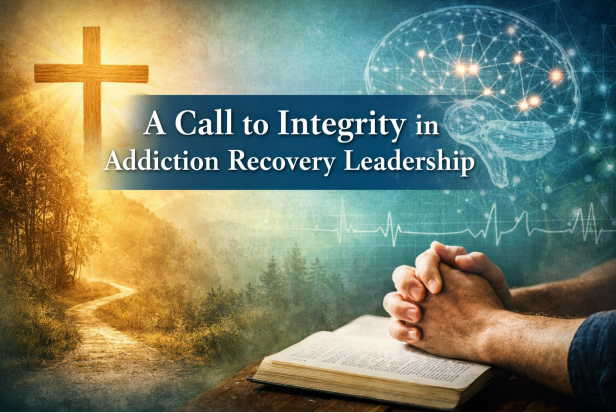 A Call to Integrity in
Addiction Recovery Leadership